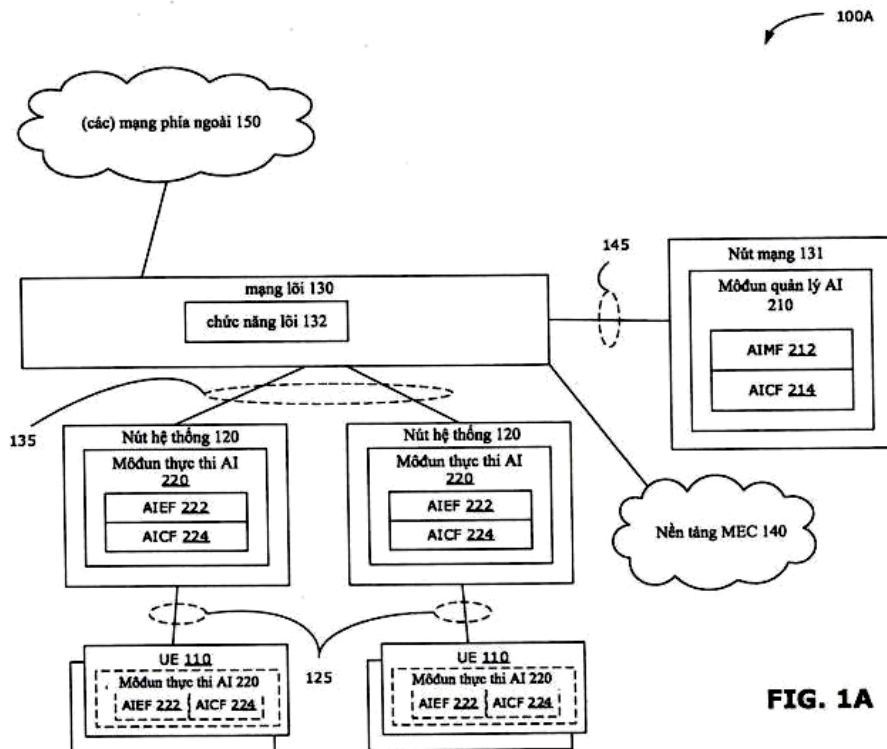 100A
(các) mạng phía ngoài 150
145
Nút mạng 131
Môđun quản lý AI
210
AIMF 212
AICF 214
mạng lõi 130
chức năng lõi 132
135
Nút hệ thống 120
Môđun thực thi AI
220
AIEF 222
AICF 224
Nút hệ thống 120
Môđun thực thi AI
220
AIEF 222
AICF 224
Nền tảng MEC 140
125
UE 110
Môđun thực thi AI 220
AIEF 222 AICF 224
UE 110
Môđun thực thi AI 220
AIEF 222 AICF 224
FIG. 1A